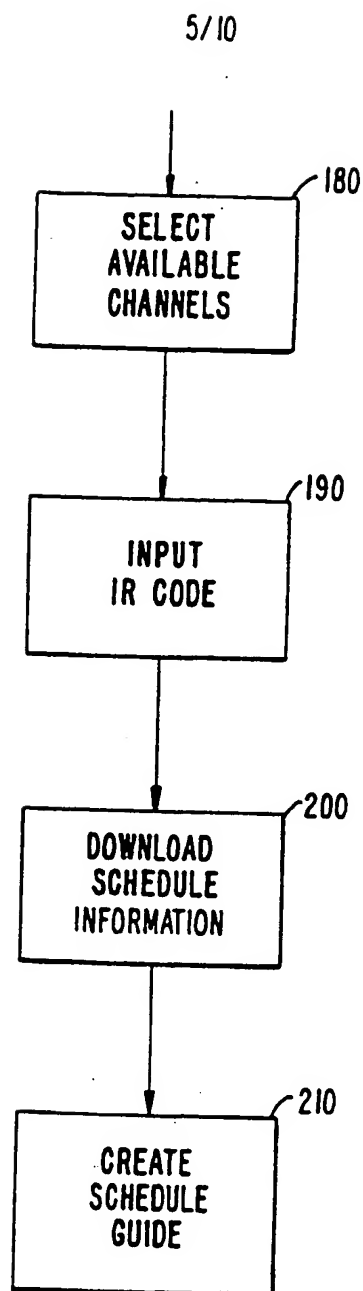 5/10
180
SELECT
AVAILABLE
CHANNELS
190
INPUT
IR CODE
200
DOWNLOAD
SCHEDULE
INFORMATION
210
CREATE
SCHEDULE
GUIDE